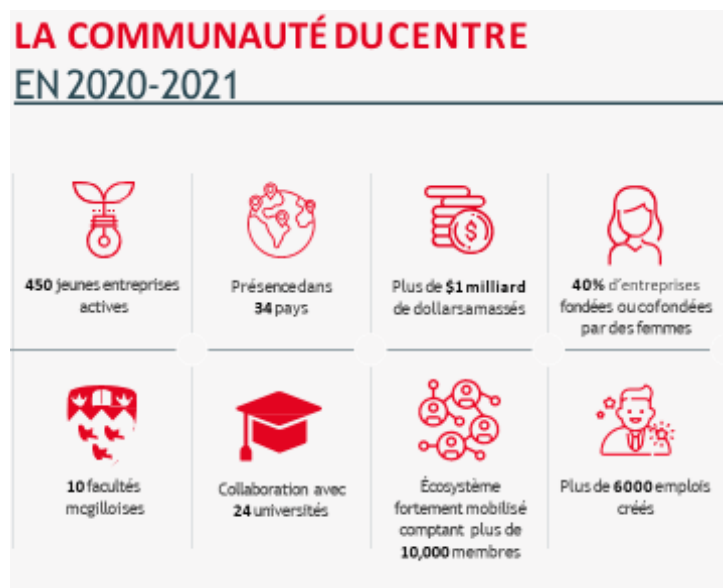 LA COMMUNAUTÉ DU CENTRE
EN 2020-2021
450 jeunes entreprises
actives
Présence dans
34 pays
Plus de $1 milliard
de dollars amassés
40% d'entreprises
fondées ou cofondées
par des femmes
10 facultés
mcgilloises
Collaboration avec
24 universités
Écosystème
fortement mobilisé
comptant plus de
10,000 membres
Plus de 6000 emplois
créés